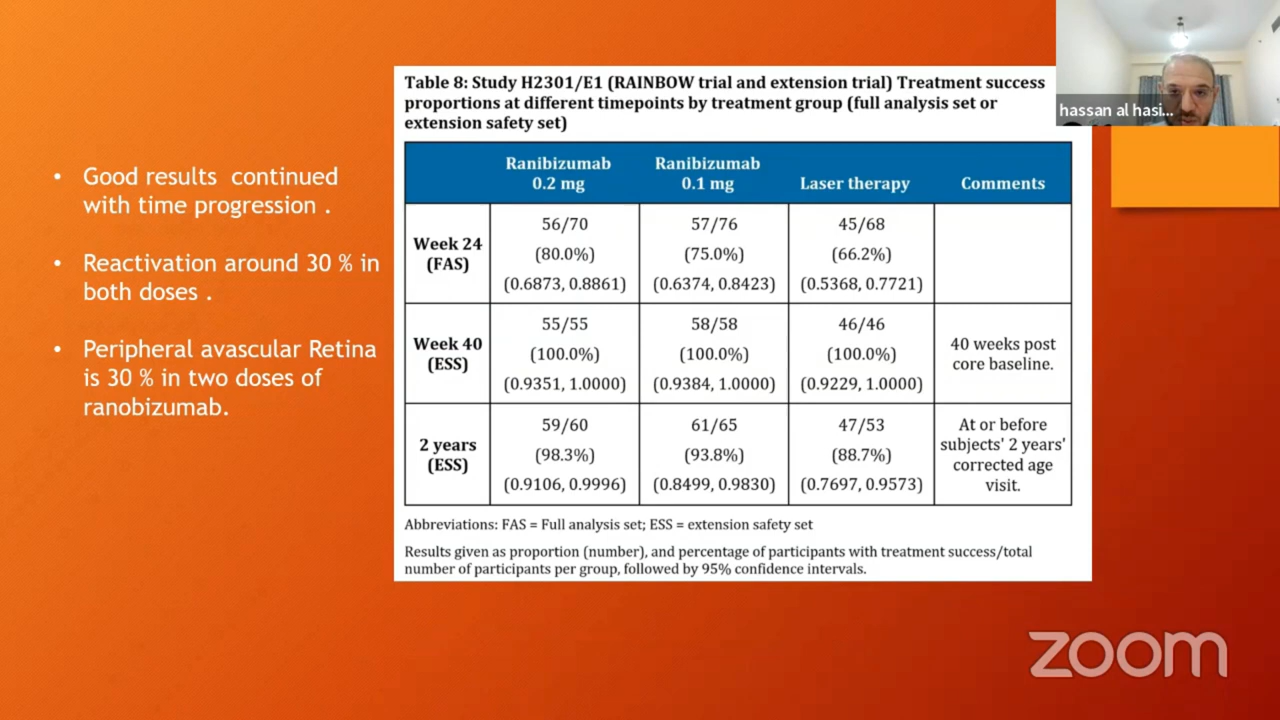 • Good results continued
with time progression .
• Reactivation around 30 % in
both doses .
• Peripheral avascular Retina
is 30 % in two doses of
ranobizumab.
Table 8: Study H2301/E1 (RAINBOW trial and extension trial) Treatment success
proportions at different timepoints by treatment group (full analysis set or
extension safety set)
Ranibizumab
0.2 mg
Ranibizumab
0.1 mg
Laser therapy
Comments
Week 24
(FAS)
56/70
(80.0%)
(0.6873, 0.8861)
57/76
(75.0%)
(0.6374, 0.8423)
45/68
(66.2%)
(0.5368, 0.7721)
Week 40
(ESS)
55/55
(100.0%)
(0.9351, 1.0000)
58/58
(100.0%)
(0.9384, 1.0000)
46/46
(100.0%)
(0.9229, 1.0000)
40 weeks post
core baseline.
2 years
(ESS)
59/60
(98.3%)
(0.9106, 0.9996)
61/65
(93.8%)
(0.8499, 0.9830)
47/53
(88.7%)
(0.7697, 0.9573)
At or before
subjects' 2 years'
corrected age
visit.
Abbreviations: FAS = Full analysis set; ESS = extension safety set
Results given as proportion (number), and percentage of participants with treatment success/total
number of participants per group, followed by 95% confidence intervals.
hassan al hasi...
zoom